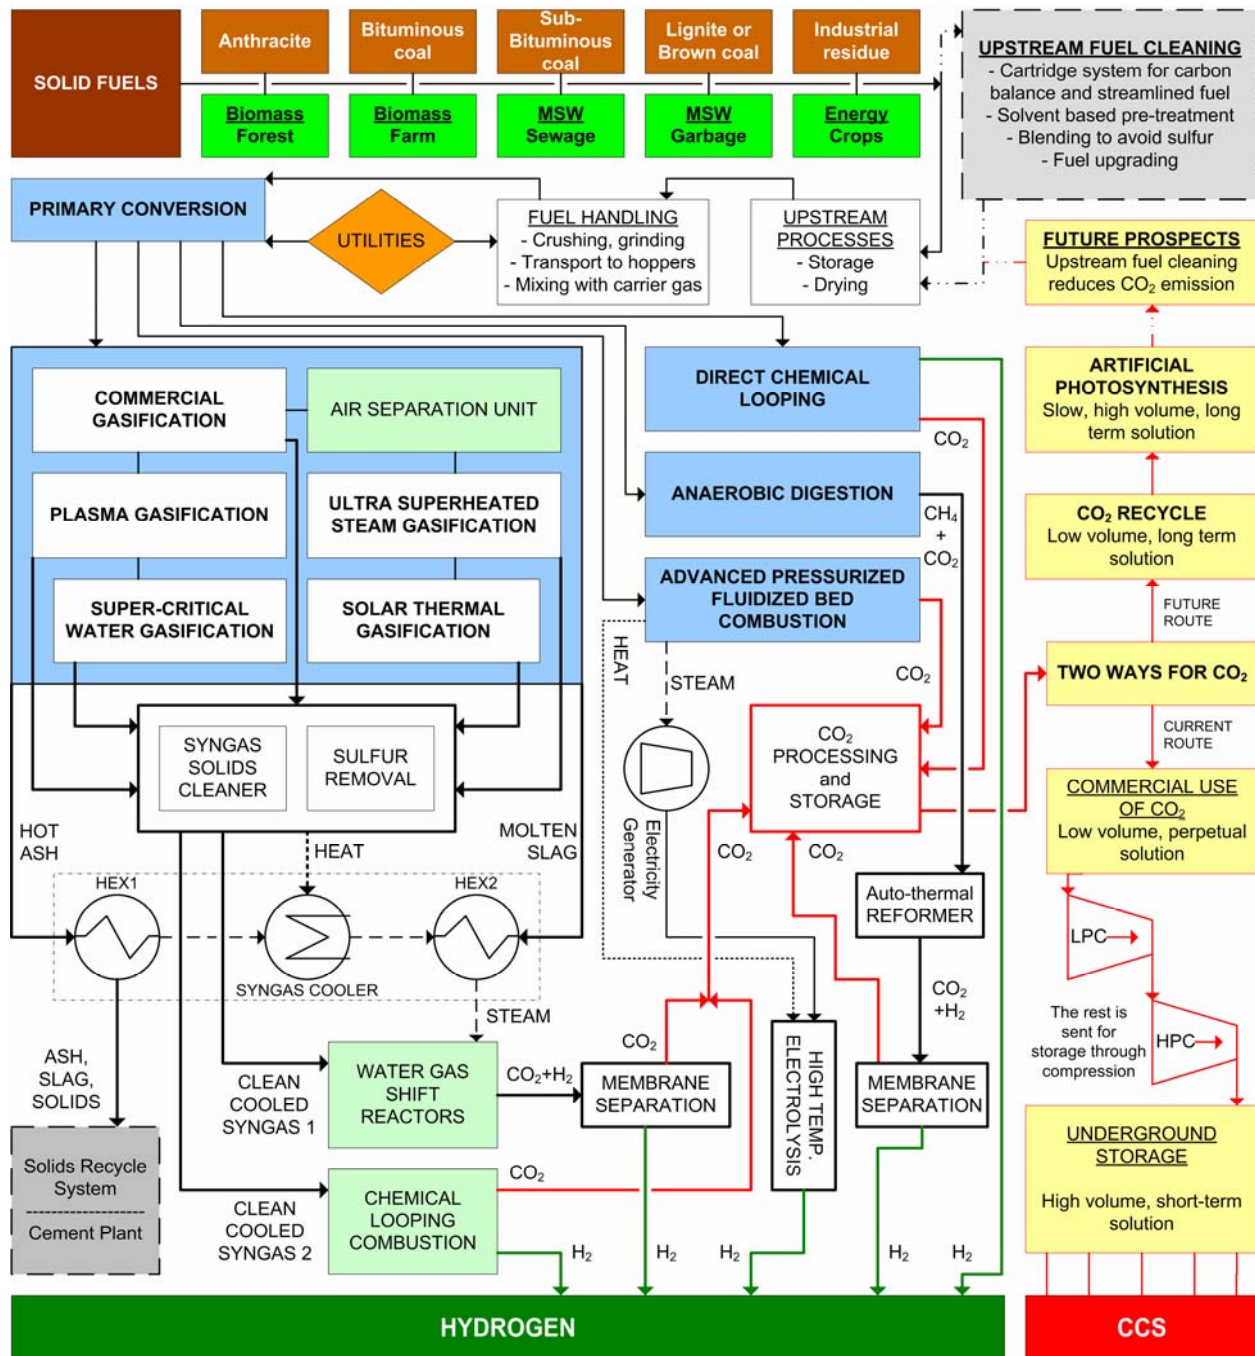 SOLID FUELS
Anthracite
Bituminous
coal
Sub-
Bituminous
coal
Lignite or
Brown coal
Industrial
residue
Biomass
Forest
Biomass
Farm
MSW
Sewage
MSW
Garbage
Energy
Crops
UPSTREAM FUEL CLEANING
- Cartridge system for carbon
balance and streamlined fuel
- Solvent based pre-treatment
- Blending to avoid sulfur
- Fuel upgrading
PRIMARY CONVERSION
UTILITIES
FUEL HANDLING
- Crushing, grinding
- Transport to hoppers
- Mixing with carrier gas
UPSTREAM
PROCESSES
- Storage
- Drying
FUTURE PROSPECTS
Upstream fuel cleaning
reduces CO₂ emission
COMMERCIAL
GASIFICATION
AIR SEPARATION UNIT
PLASMA GASIFICATION
ULTRA SUPERHEATED
STEAM GASIFICATION
SUPER-CRITICAL
WATER GASIFICATION
SOLAR THERMAL
GASIFICATION
DIRECT CHEMICAL
LOOPING
CO₂
ANAEROBIC DIGESTION
CH₄
+
CO₂
ADVANCED PRESSURIZED
FLUIDIZED BED
COMBUSTION
ARTIFICIAL
PHOTOSYNTHESIS
Slow, high volume, long
term solution
CO₂ RECYCLE
Low volume, long term
solution
FUTURE
ROUTE
TWO WAYS FOR CO₂
CURRENT
ROUTE
COMMERCIAL USE
OF CO₂
Low volume, perpetual
solution
HEAT
STEAM
CO₂
SYNGAS
SOLIDS
CLEANER
SULFUR
REMOVAL
CO₂
PROCESSING
and
STORAGE
Electricity
Generator
HOT
ASH
HEAT
MOLTEN
SLAG
CO₂
CO₂
HEX1
HEX2
SYNGAS COOLER
Auto-thermal
REFORMER
LPC
STEAM
CO₂
+H₂
The rest is
sent for
storage through
compression
HPC
ASH,
SLAG,
SOLIDS
CLEAN
COOLED
SYNGAS 1
WATER GAS
SHIFT
REACTORS
CO₂+H₂
CO₂
MEMBRANE
SEPARATION
HIGH TEMP.
ELECTROLYSIS
MEMBRANE
SEPARATION
Solids Recycle
System
--------------------
Cement Plant
CLEAN
COOLED
SYNGAS 2
CHEMICAL
LOOPING
COMBUSTION
CO₂
H₂
H₂
H₂
H₂
H₂
UNDERGROUND
STORAGE
High volume, short-term
solution
HYDROGEN
CCS